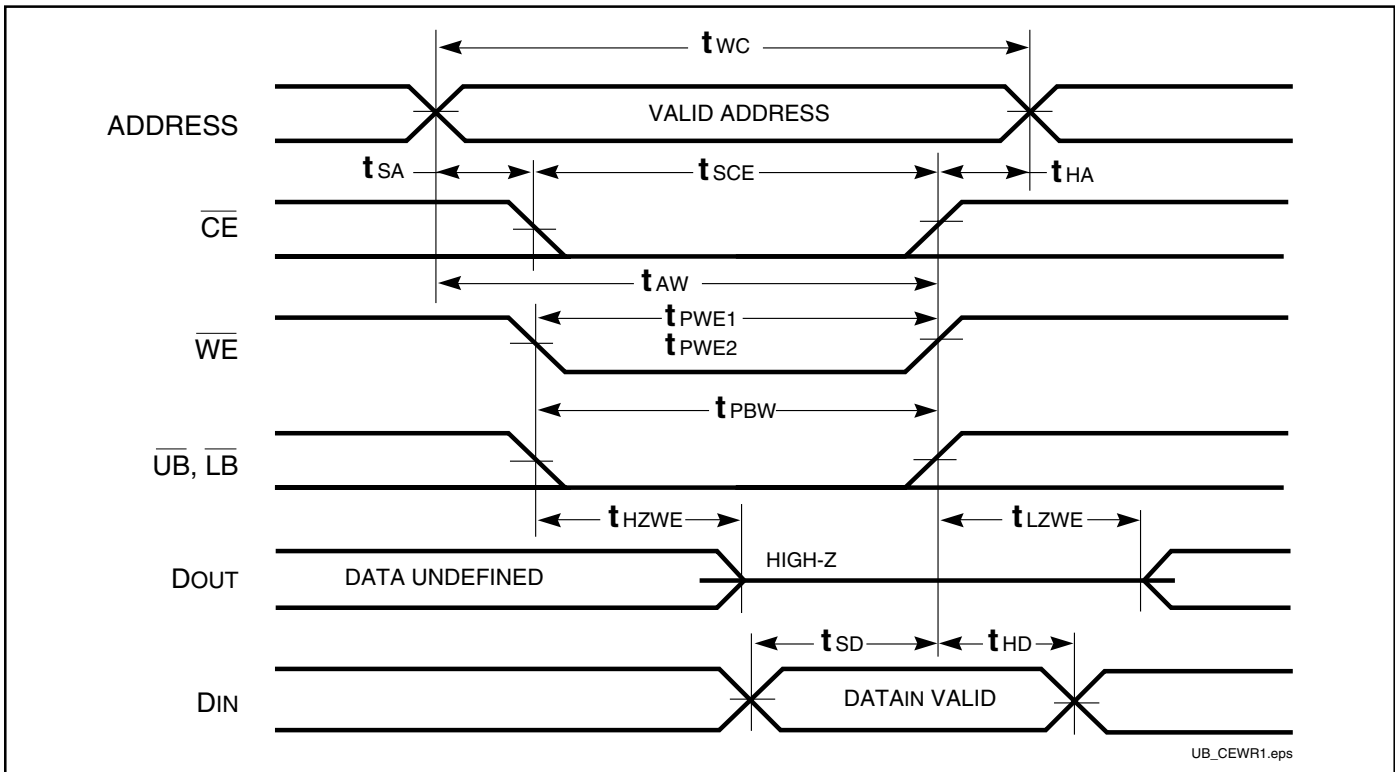 tWC
ADDRESS
VALID ADDRESS
tSA
tSCE
tHA
CE
tAW
WE
tPWE1
tPWE2
tPBW
UB, LB
tHZWE
tLZWE
DOUT
DATA UNDEFINED
HIGH-Z
tSD
tHD
DIN
DATAIN VALID
UB_CEWR1.eps